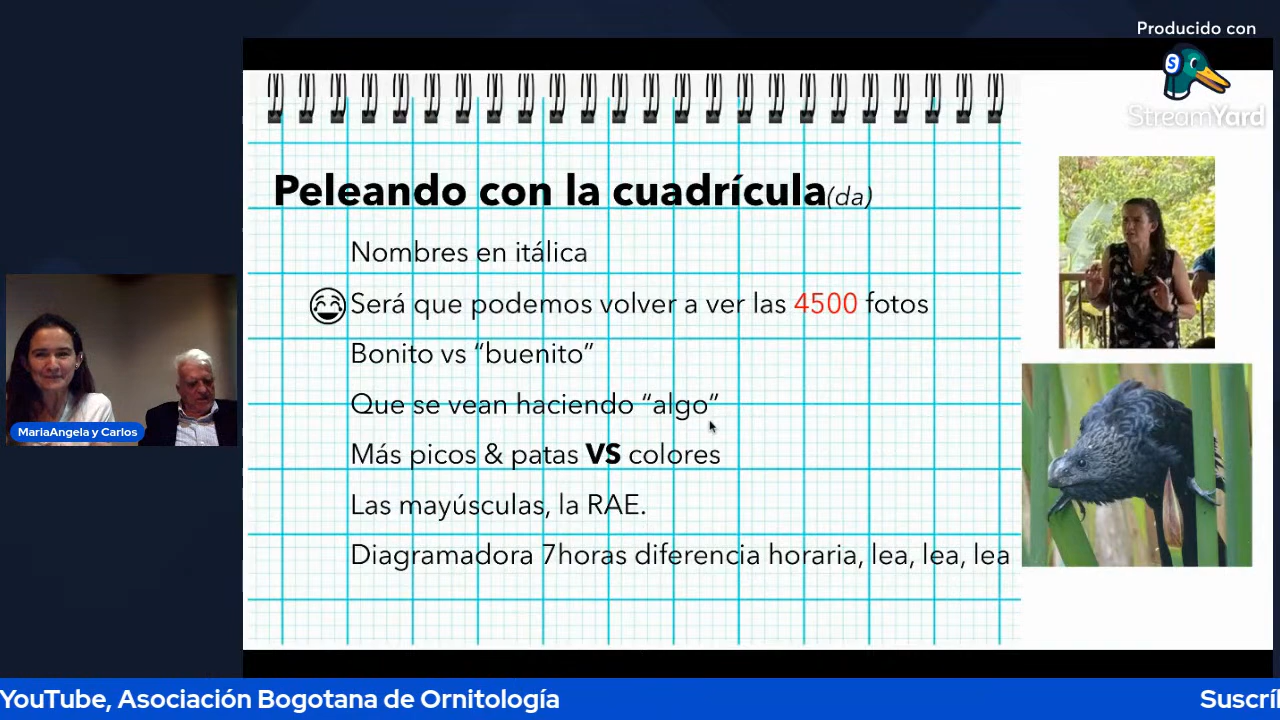 Producido con
S
StreamYard
Peleando con la cuadrícula(da)
Nombres en itálica
Será que podemos volver a ver las 4500 fotos
Bonito vs “buenito”
Que se vean haciendo “algo”
Más picos & patas VS colores
Las mayúsculas, la RAE.
Diagramadora 7horas diferencia horaria, lea, lea, lea
MariaAngela y Carlos
YouTube, Asociación Bogotana de Ornitología
Suscríl